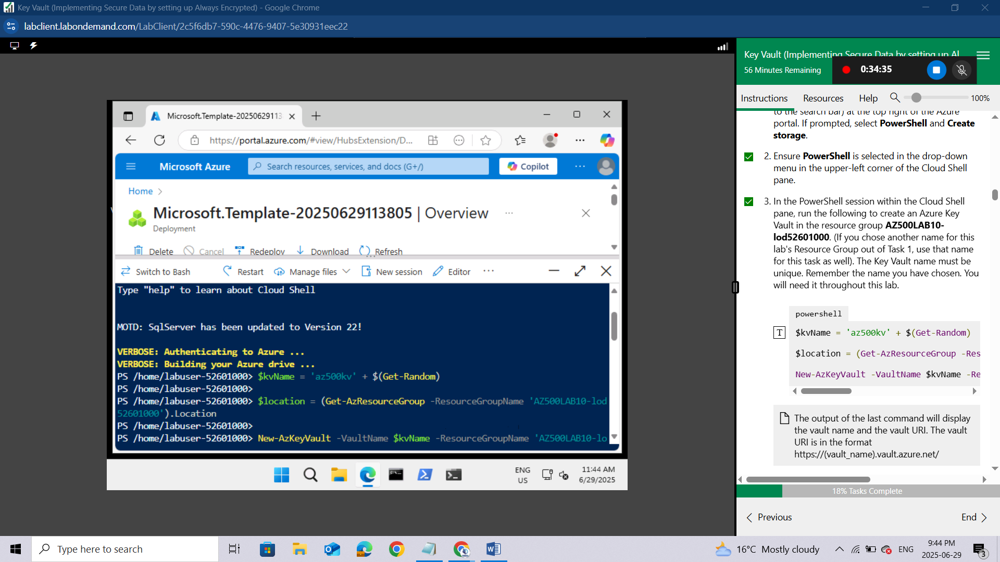 Key Vault (Implementing Secure Data by setting up Always Encrypted) - Google Chrome
labclient.labondemand.com/LabClient/2c5f6db7-590c-4476-9407-5e30931eec22
Key Vault (Implementing Secure Data by setting up Al
56 Minutes Remaining
0:34:35
Instructions Resources Help 100%
to the search bar) at the top right of the Azure
portal. If prompted, select PowerShell and Create
storage.
2. Ensure PowerShell is selected in the drop-down
menu in the upper-left corner of the Cloud Shell
pane.
3. In the PowerShell session within the Cloud Shell
pane, run the following to create an Azure Key
Vault in the resource group AZ500LAB10-
lod52601000. (If you chose another name for this
lab's Resource Group out of Task 1, use that name
for this task as well). The Key Vault name must be
unique. Remember the name you have chosen. You
will need it throughout this lab.
powershell
T
$kvName = 'az500kv' + $(Get-Random)
$location = (Get-AzResourceGroup -Res
New-AzKeyVault -VaultName $kvName -Re
The output of the last command will display
the vault name and the vault URI. The vault
URI is in the format
https://(vault_name).vault.azure.net/
18% Tasks Complete
Previous
End
Microsoft.Template-20250629113
https://portal.azure.com/#view/HubsExtension/D...
Microsoft Azure
Search resources, services, and docs (G+/)
Copilot
Home
Microsoft.Template-20250629113805 | Overview
Deployment
Delete Cancel Redeploy Download Refresh
Switch to Bash Restart Manage files New session Editor
Type "help" to learn about Cloud Shell
MOTD: SqlServer has been updated to Version 22!
VERBOSE: Authenticating to Azure ...
VERBOSE: Building your Azure drive ...
PS /home/labuser-52601000> $kvName = 'az500kv' + $(Get-Random)
PS /home/labuser-52601000>
PS /home/labuser-52601000> $location = (Get-AzResourceGroup -ResourceGroupName 'AZ500LAB10-lod
52601000').Location
PS /home/labuser-52601000>
PS /home/labuser-52601000> New-AzKeyVault -VaultName $kvName -ResourceGroupName 'AZ500LAB10-lo
ENG
US
11:44 AM
6/29/2025
Type here to search
16°C Mostly cloudy
ENG
9:44 PM
2025-06-29
3